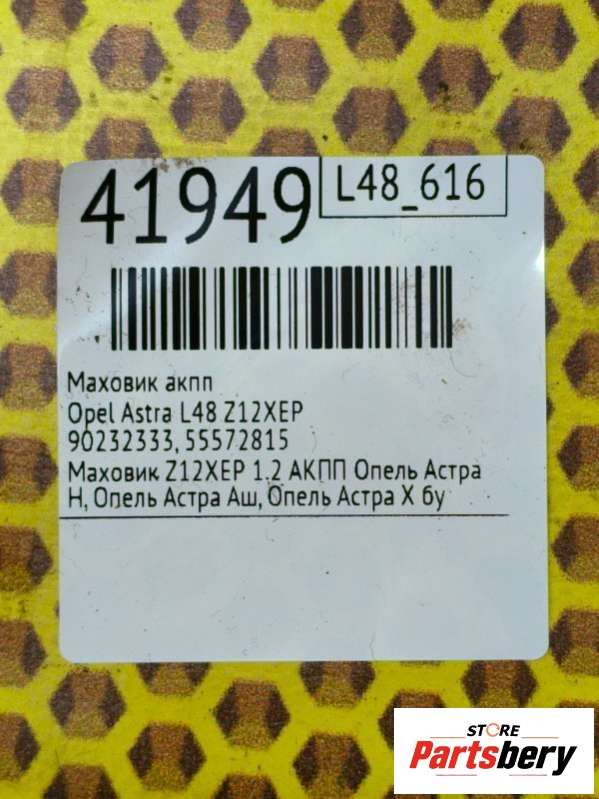 41949
L48_616
Маховик акпп
Opel Astra L48 Z12XEP
90232333, 55572815
Маховик Z12XEP 1.2 АКПП Опель Астра
Н, Опель Астра Аш, Опель Астра Х бу
STORE
Partsbery